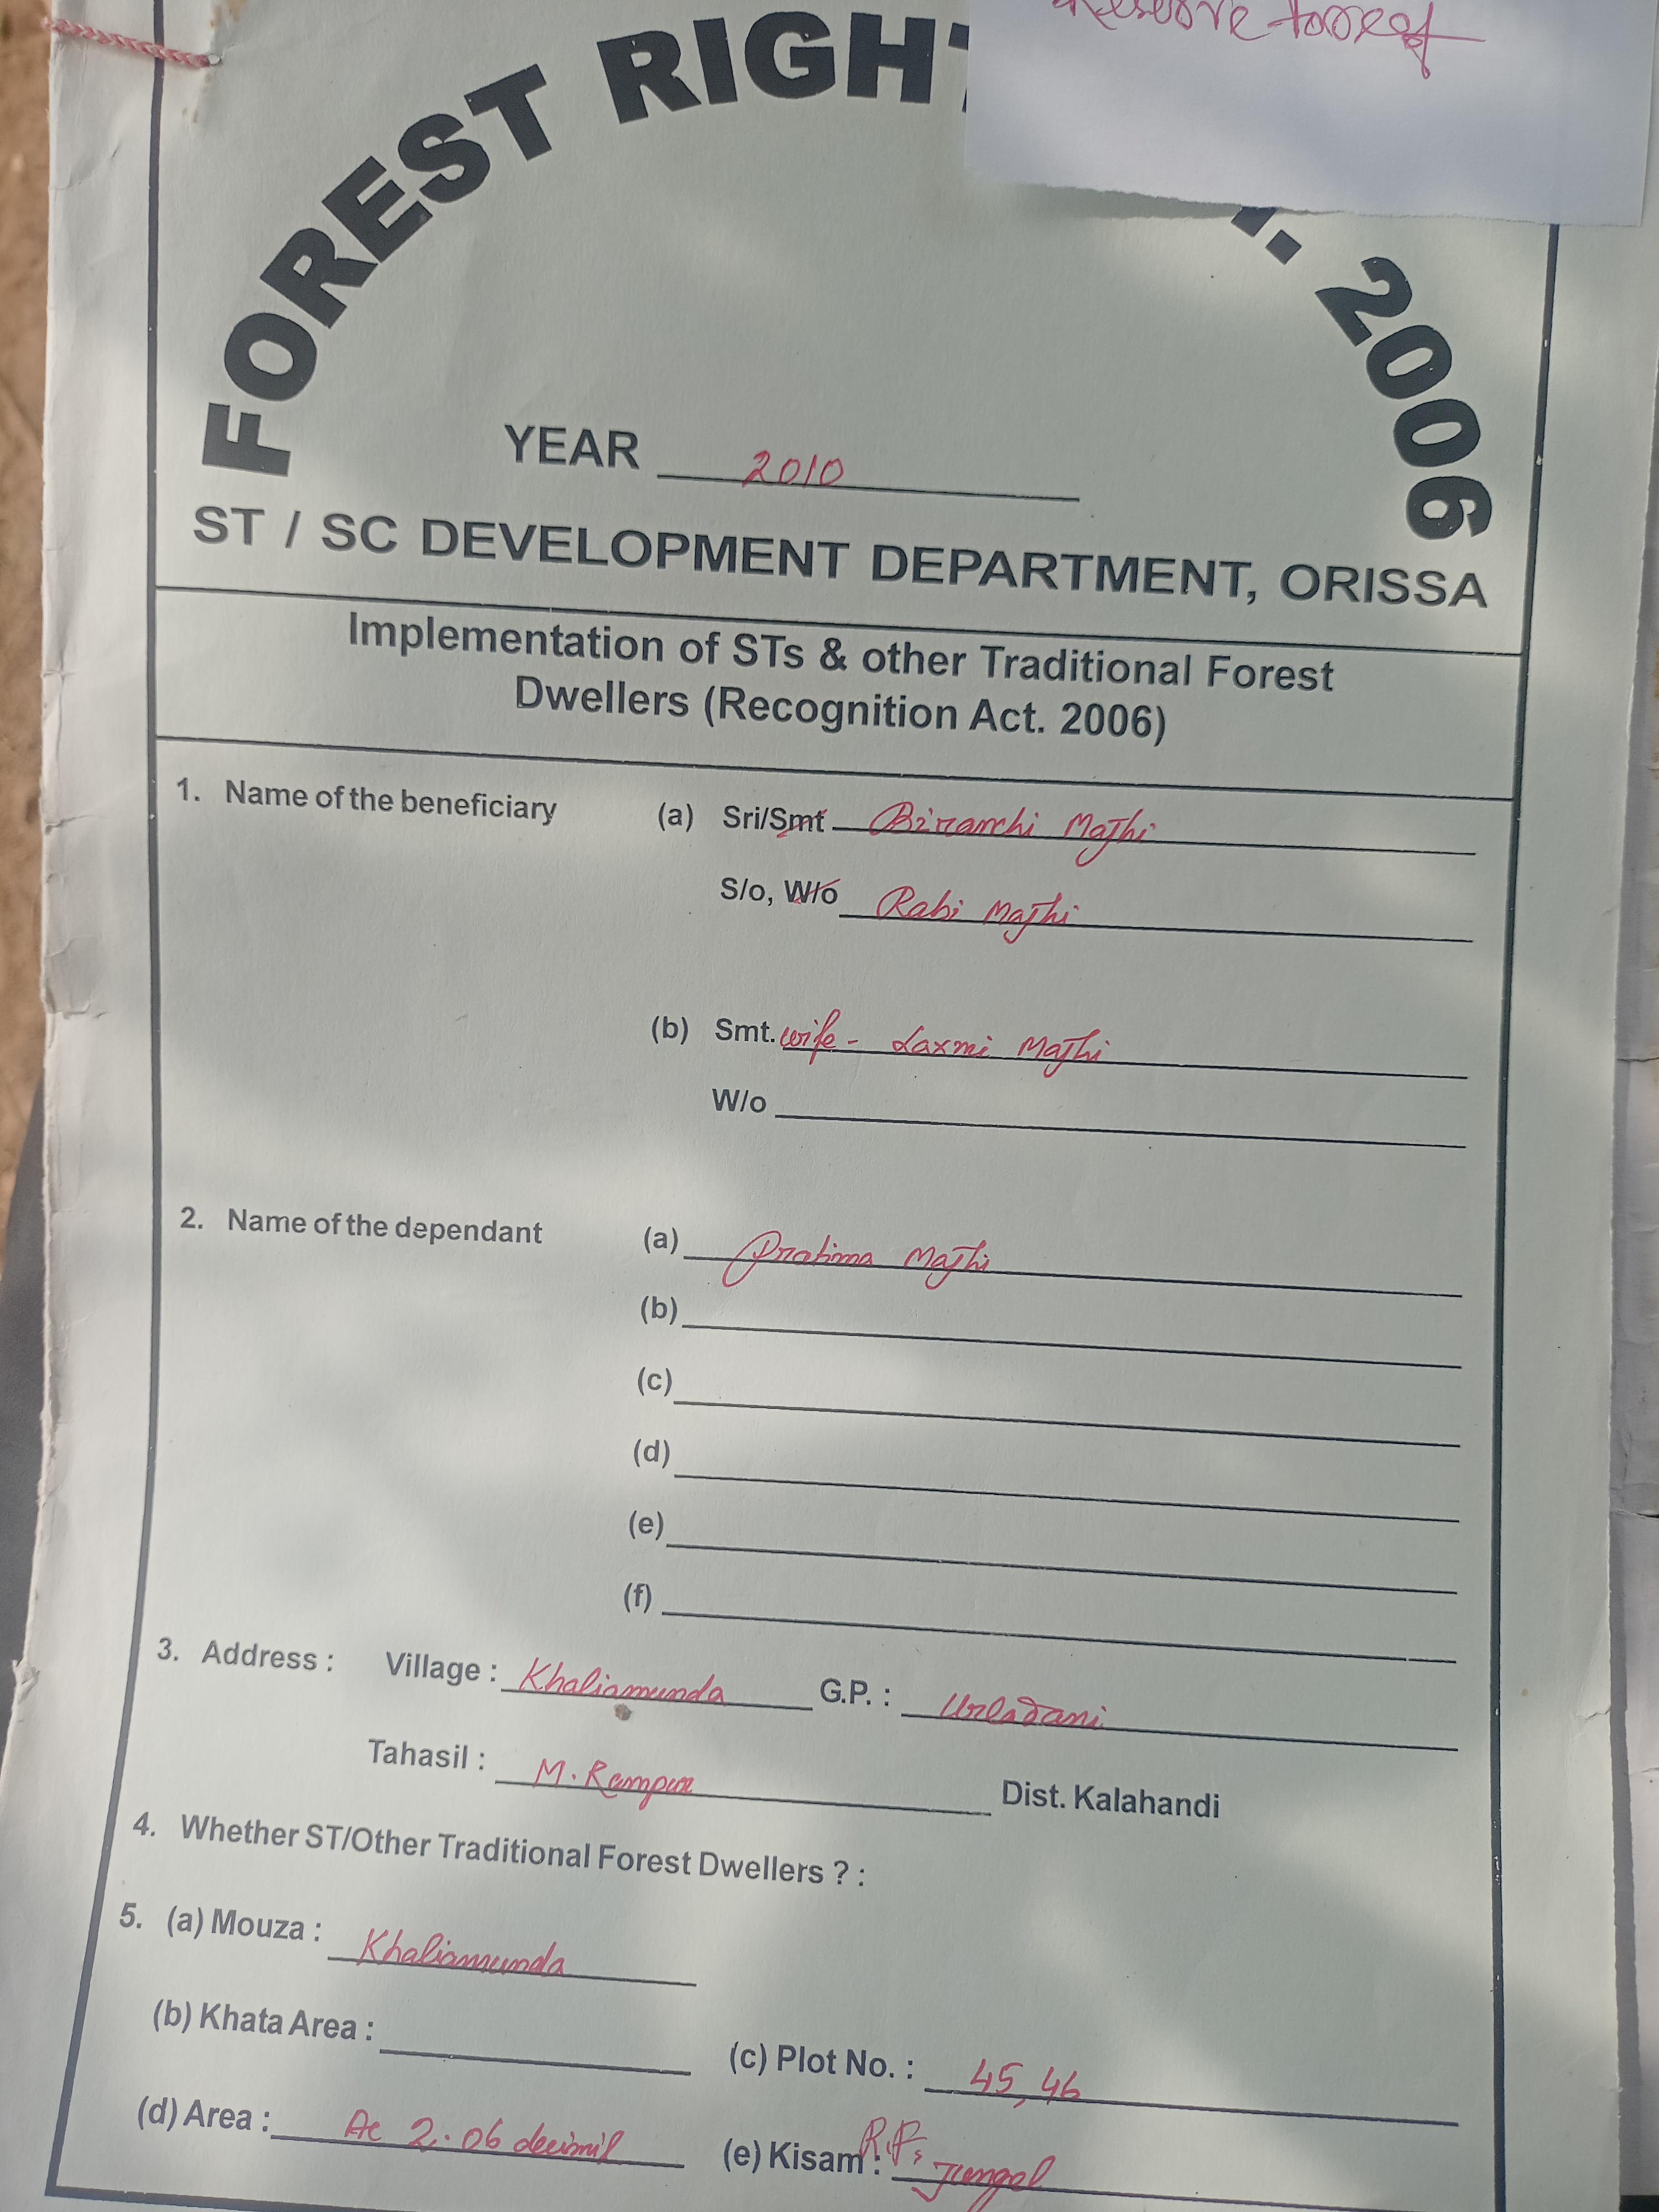 Reserve forest
FOREST RIGHT . 2006
YEAR 2010
ST / SC DEVELOPMENT DEPARTMENT, ORISSA
Implementation of STs & other Traditional Forest
Dwellers (Recognition Act. 2006)
1. Name of the beneficiary (a) Sri/Smt Biranchi Majhi
S/o, W/o Rabi Majhi
(b) Smt. wife - Laxmi Majhi
W/o
2. Name of the dependant (a) Pratima Majhi
(b)
(c)
(d)
(e)
(f)
3. Address : Village : Khaliamunda G.P. : Urladani
Tahasil : M. Rampur Dist. Kalahandi
4. Whether ST/Other Traditional Forest Dwellers ? :
5. (a) Mouza : Khaliamunda
(b) Khata Area : (c) Plot No. : 45, 46
(d) Area : Ac 2.06 decimil (e) Kisam : R.F, Jungal